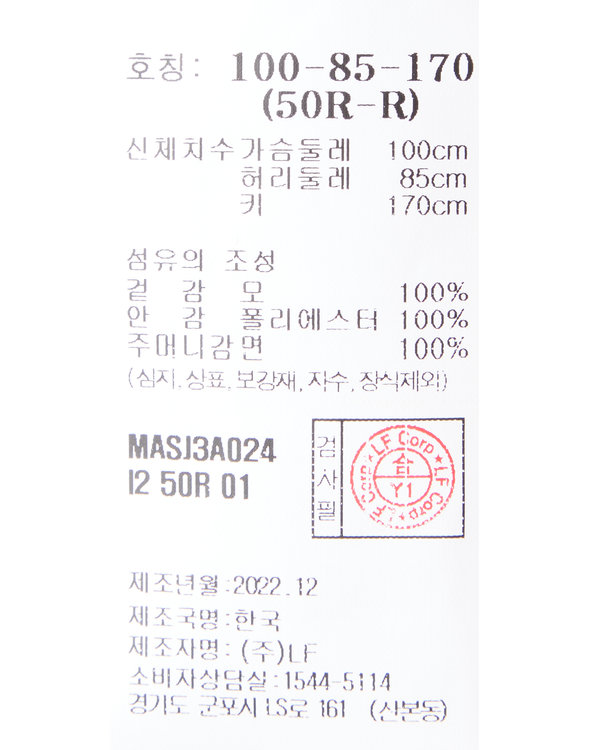 호칭: 100-85-170
(50R-R)
신체치수 가슴둘레 100cm
허리둘레 85cm
키 170cm
섬유의 조성
겉 감 모 100%
안 감 폴리에스터 100%
주머니감면 100%
(심지, 상표, 보강재, 자수, 장식제외)
MASJ3A024
I2 50R 01
검사필
LF Corp ★ LF Corp ★ LF Corp ★
합
Y1
제조년월:2022.12
제조국명:한국
제조자명: (주)LF
소비자상담실:1544-5114
경기도 군포시 LS로 161 (산본동)